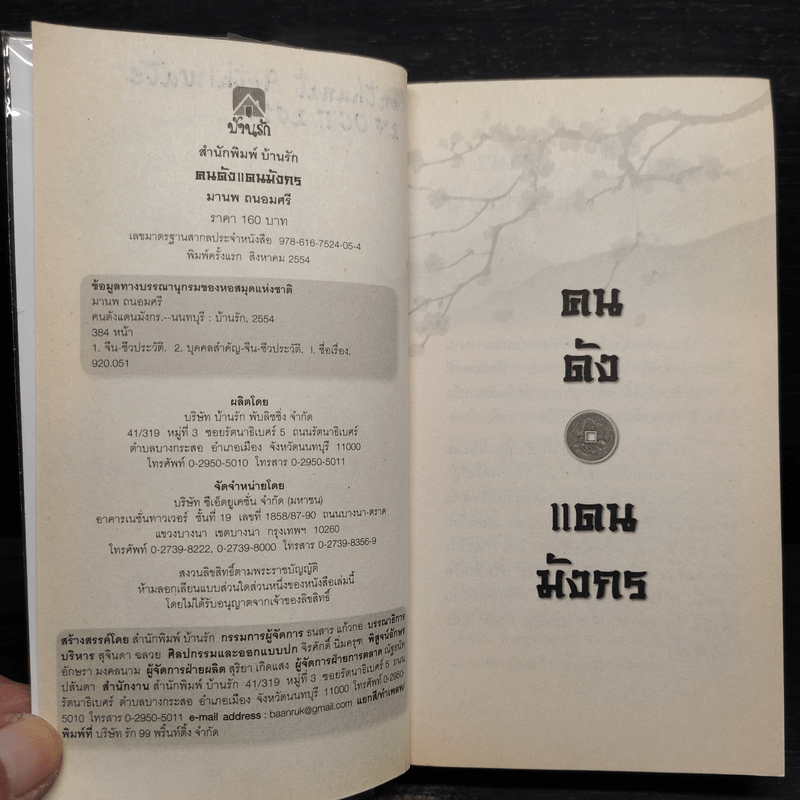 บ้านรัก
สำนักพิมพ์ บ้านรัก
คนดังแดนมังกร
มานพ ถนอมศรี
ราคา 160 บาท
เลขมาตรฐานสากลประจำหนังสือ 978-616-7524-05-4
พิมพ์ครั้งแรก สิงหาคม 2554
ข้อมูลทางบรรณานุกรมของหอสมุดแห่งชาติ
มานพ ถนอมศรี
คนดังแดนมังกร.--นนทบุรี : บ้านรัก, 2554
384 หน้า
1. จีน-ชีวประวัติ. 2. บุคคลสำคัญ-จีน-ชีวประวัติ. I. ชื่อเรื่อง.
920.051
ผลิตโดย
บริษัท บ้านรัก พับลิชชิ่ง จำกัด
41/319 หมู่ที่ 3 ซอยรัตนาธิเบศร์ 5 ถนนรัตนาธิเบศร์
ตำบลบางกระสอ อำเภอเมือง จังหวัดนนทบุรี 11000
โทรศัพท์ 0-2950-5010 โทรสาร 0-2950-5011
จัดจำหน่ายโดย
บริษัท ซีเอ็ดยูเคชั่น จำกัด (มหาชน)
อาคารเนชั่นทาวเวอร์ ชั้นที่ 19 เลขที่ 1858/87-90 ถนนบางนา-ตราด
แขวงบางนา เขตบางนา กรุงเทพฯ 10260
โทรศัพท์ 0-2739-8222, 0-2739-8000 โทรสาร 0-2739-8356-9
สงวนลิขสิทธิ์ตามพระราชบัญญัติ
ห้ามลอกเลียนแบบส่วนใดส่วนหนึ่งของหนังสือเล่มนี้
โดยไม่ได้รับอนุญาตจากเจ้าของลิขสิทธิ์
สร้างสรรค์โดย สำนักพิมพ์ บ้านรัก กรรมการผู้จัดการ ธนสาร แก้วกอ บรรณาธิการ
บริหาร สุจินดา ฉลวย ศิลปกรรมและออกแบบปก จิรศักดิ์ นิ่มครุฑ พิสูจน์อักษร
อักษรา มงคลนาม ผู้จัดการฝ่ายผลิต สุริยา เกิดแสง ผู้จัดการฝ่ายการตลาด
ปสันตา สำนักงาน สำนักพิมพ์ บ้านรัก 41/319 หมู่ที่ 3 ซอยรัตนาธิเบศร์ 5 ถนน
รัตนาธิเบศร์ ตำบลบางกระสอ อำเภอเมือง จังหวัดนนทบุรี 11000 โทรศัพท์ 0-2950-
5010 โทรสาร 0-2950-5011 e-mail address : baanruk@gmail.com แยกสี/ทำเพลท/
พิมพ์ที่ บริษัท รัก 99 พริ้นท์ติ้ง จำกัด
คน
ดัง
แดน
มังกร